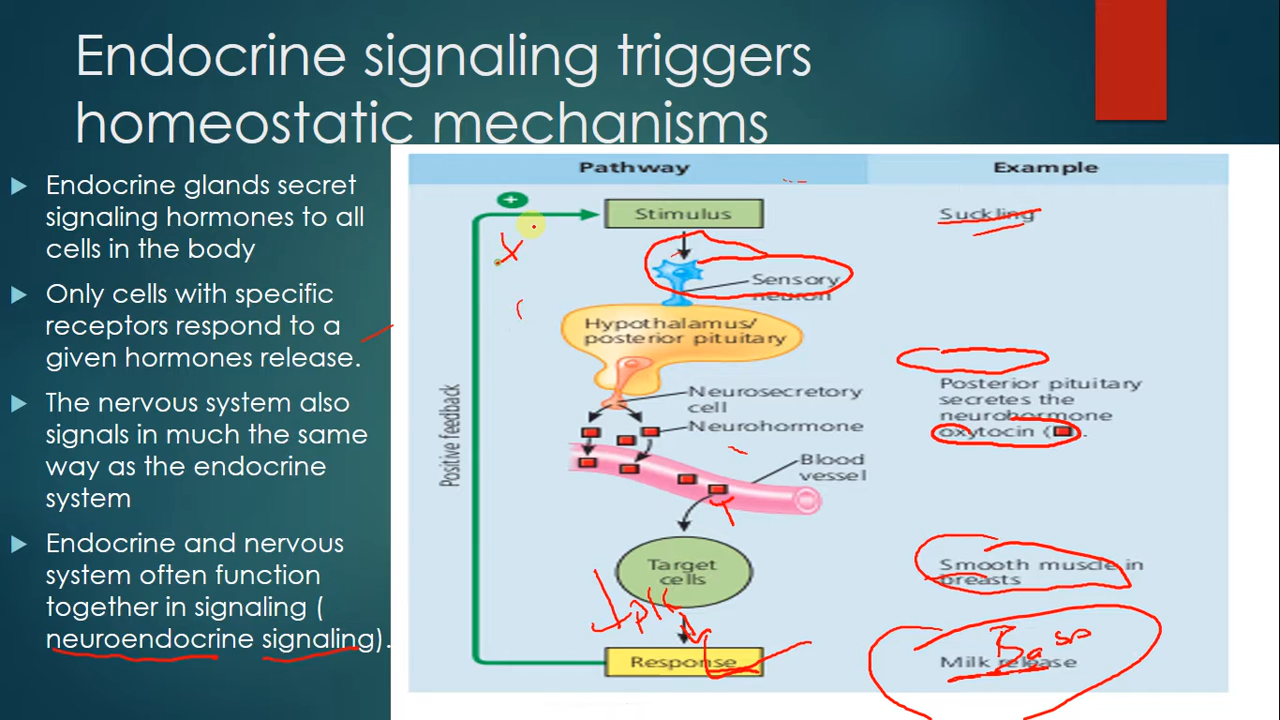 Endocrine signaling triggers
homeostatic mechanisms
Endocrine glands secret
signaling hormones to all
cells in the body
Only cells with specific
receptors respond to a
given hormones release.
The nervous system also
signals in much the same
way as the endocrine
system
Endocrine and nervous
system often function
together in signaling (
neuroendocrine signaling).
Pathway
Example
+
Stimulus
Suckling
Sensory
neuron
Hypothalamus/
posterior pituitary
Positive feedback
Neurosecretory
cell
Neurohormone
Posterior pituitary
secretes the
neurohormone
oxytocin ( ).
Blood
vessel
Target
cells
Smooth muscle in
breasts
Response
Milk release